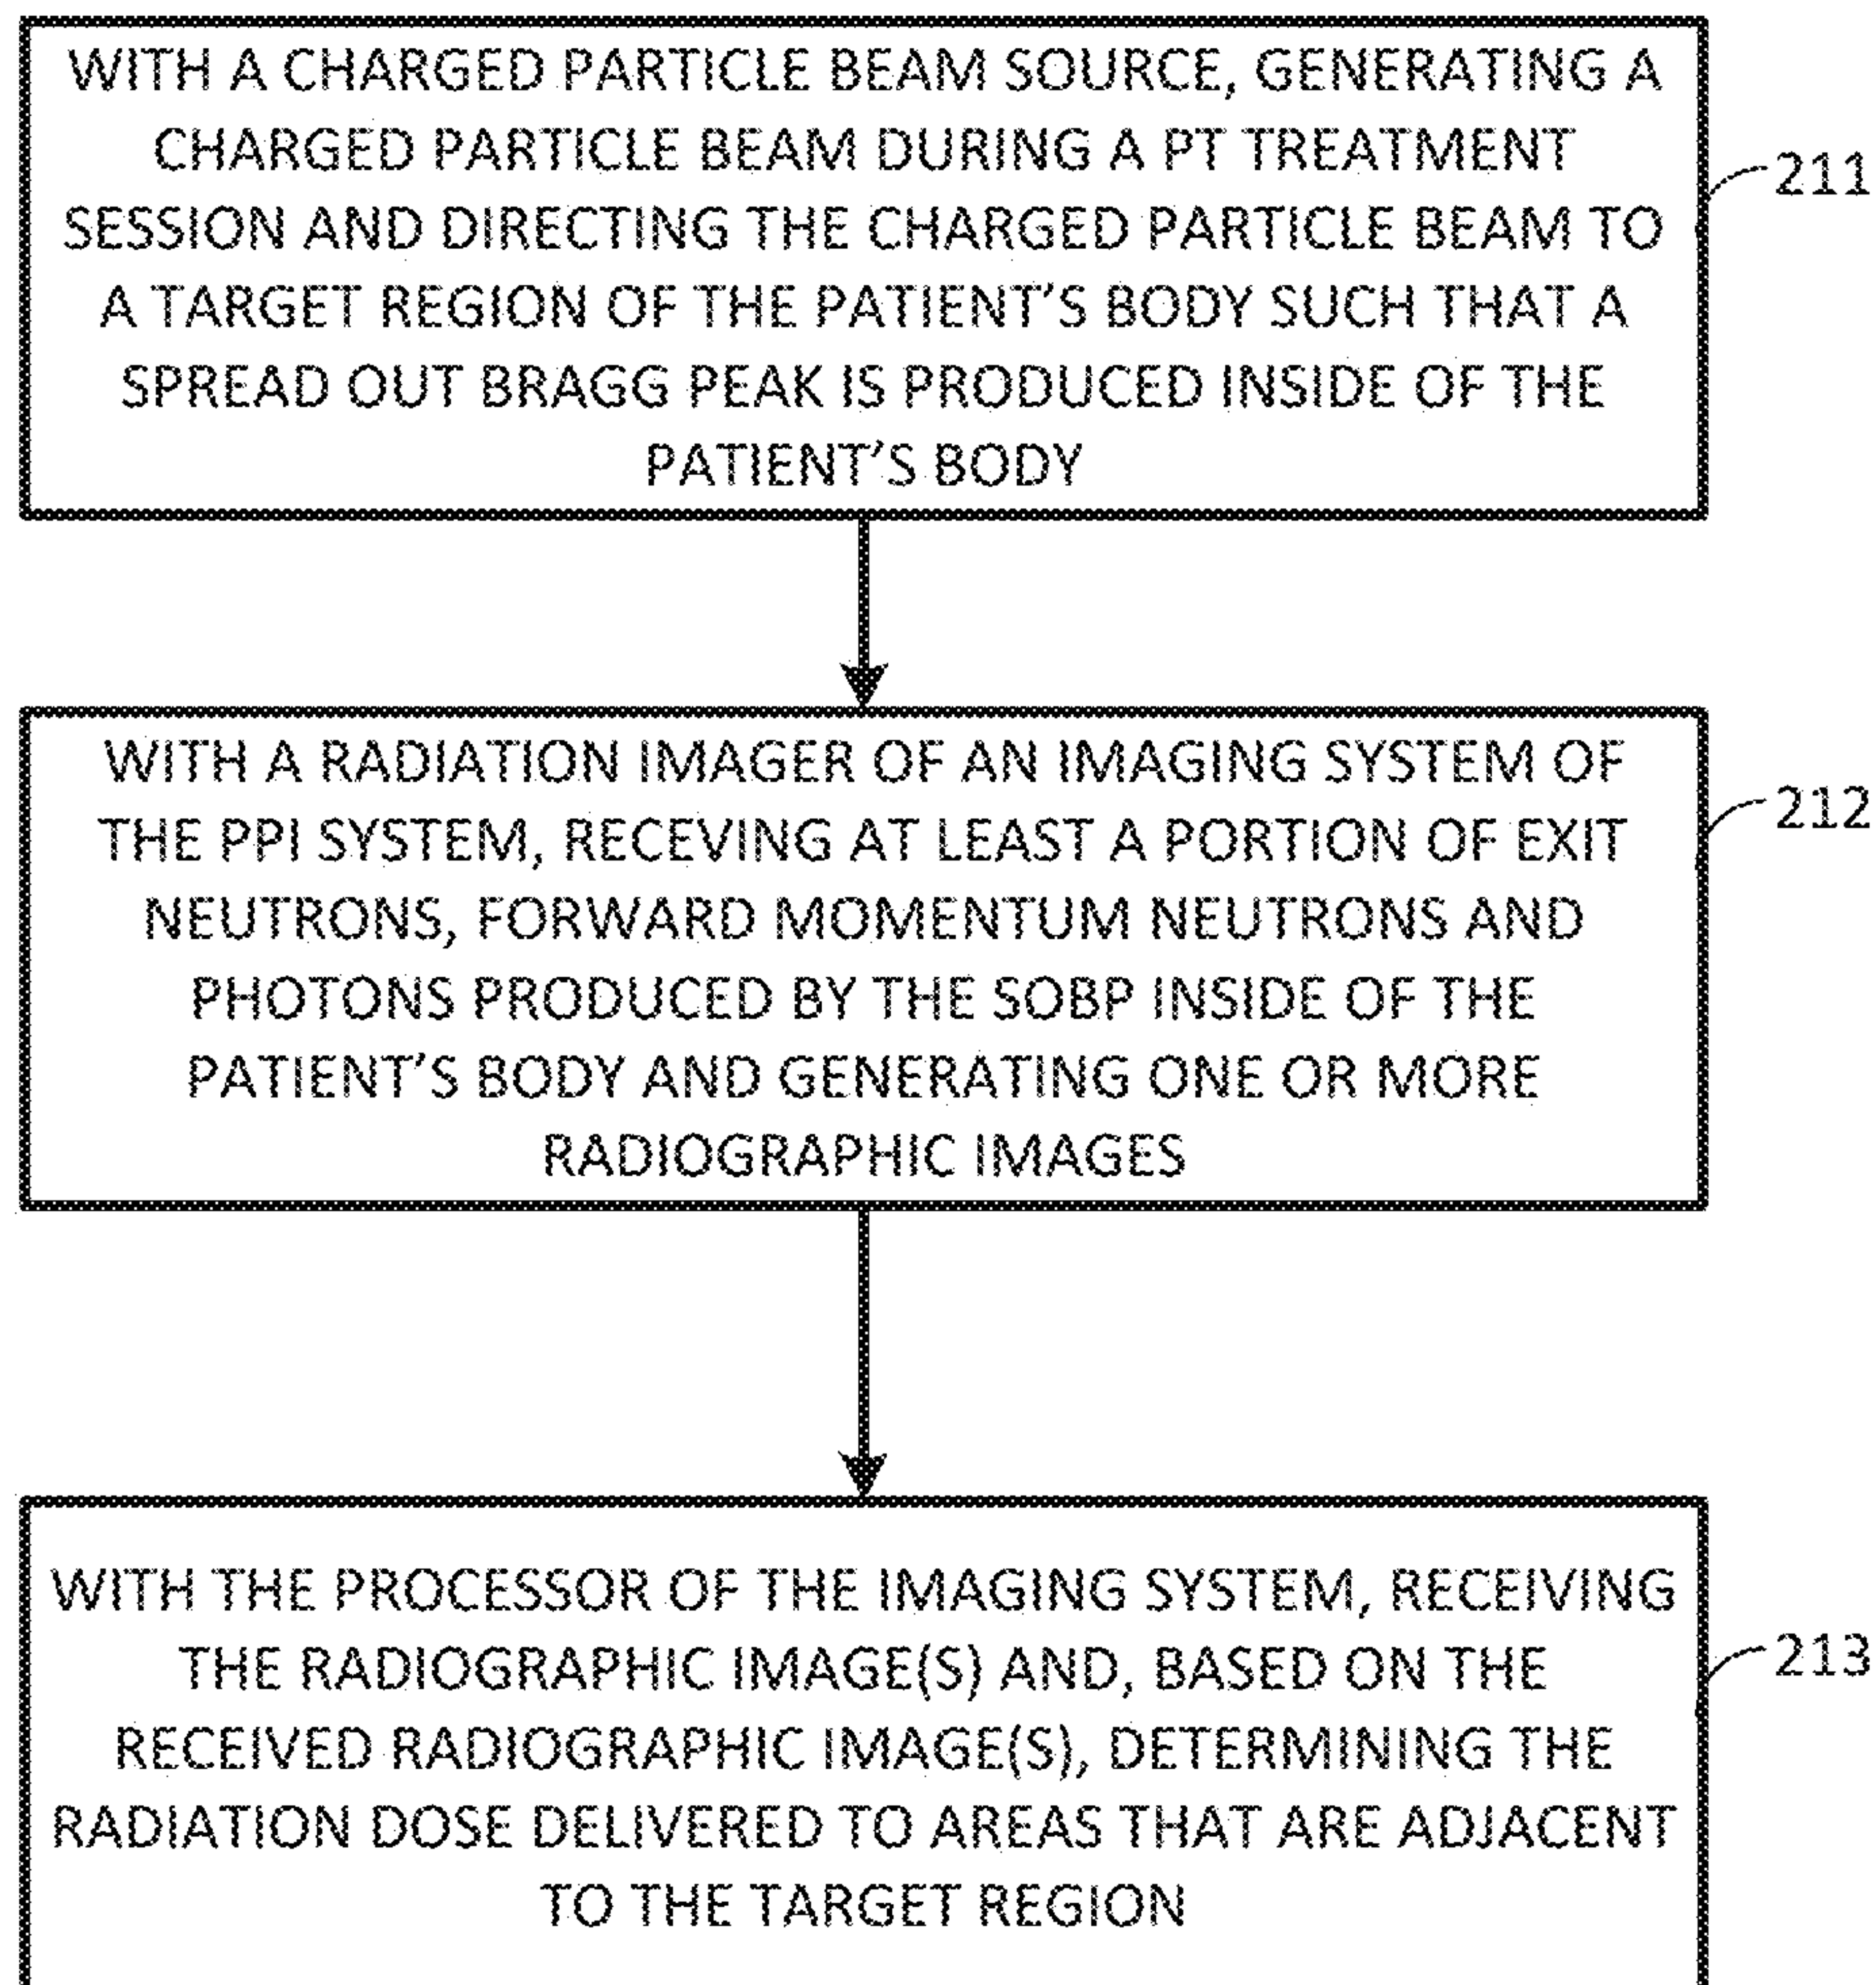 WITH A CHARGED PARTICLE BEAM SOURCE, GENERATING A
CHARGED PARTICLE BEAM DURING A PT TREATMENT
SESSION AND DIRECTING THE CHARGED PARTICLE BEAM TO
A TARGET REGION OF THE PATIENT'S BODY SUCH THAT A
SPREAD OUT BRAGG PEAK IS PRODUCED INSIDE OF THE
PATIENT'S BODY
211
WITH A RADIATION IMAGER OF AN IMAGING SYSTEM OF
THE PPI SYSTEM, RECEVING AT LEAST A PORTION OF EXIT
NEUTRONS, FORWARD MOMENTUM NEUTRONS AND
PHOTONS PRODUCED BY THE SOBP INSIDE OF THE
PATIENT'S BODY AND GENERATING ONE OR MORE
RADIOGRAPHIC IMAGES
212
WITH THE PROCESSOR OF THE IMAGING SYSTEM, RECEIVING
THE RADIOGRAPHIC IMAGE(S) AND, BASED ON THE
RECEIVED RADIOGRAPHIC IMAGE(S), DETERMINING THE
RADIATION DOSE DELIVERED TO AREAS THAT ARE ADJACENT
TO THE TARGET REGION
213